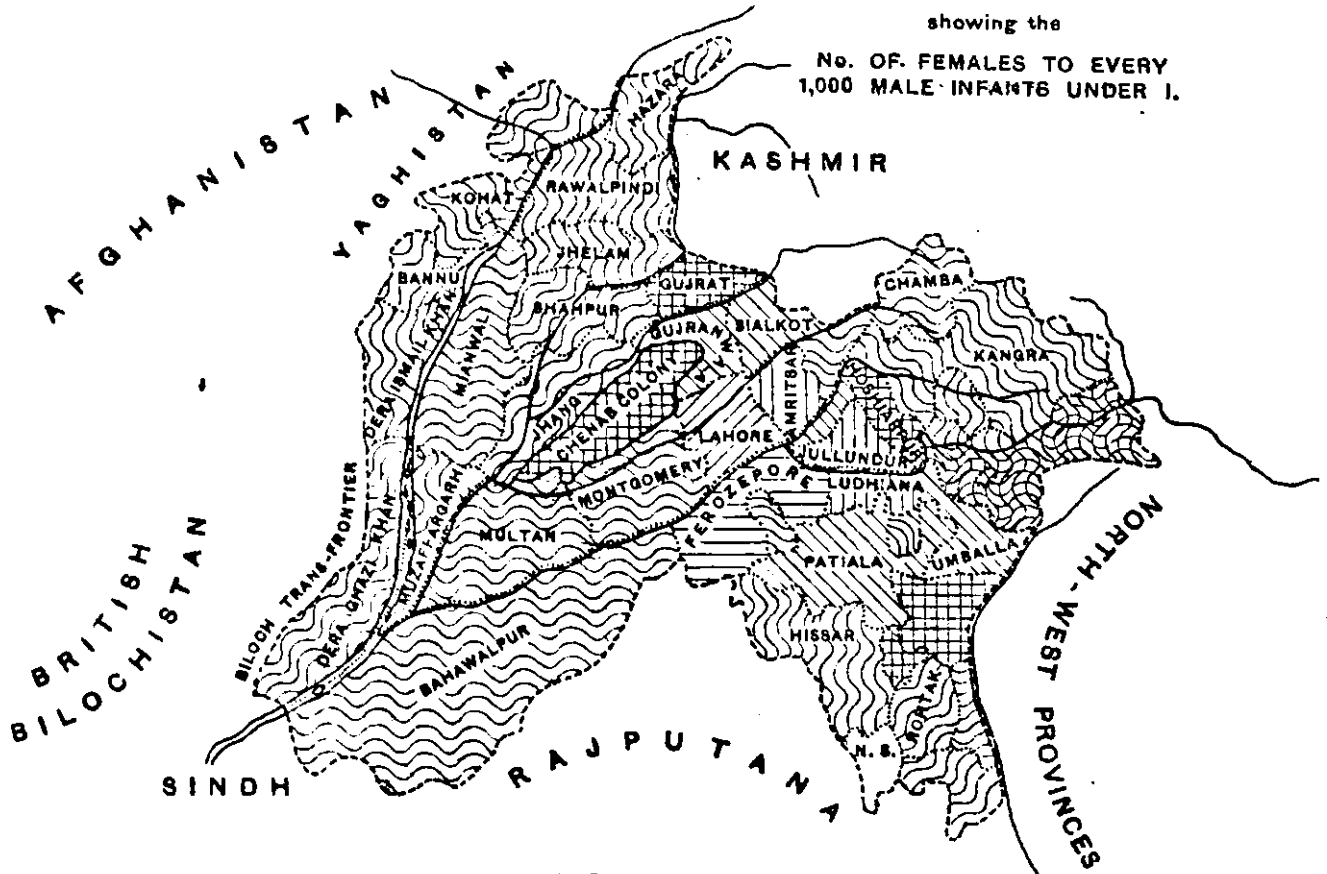 showing the
No. OF FEMALES TO EVERY
1,000 MALE INFANTS UNDER 1.
AFGHANISTAN
YAGHISTAN
HAZARA
KASHMIR
RAWALPINDI
KOHAT
JHELAM
BANNU
SHAHPUR
GUJRAT
CHAMBA
GUJRANWALA
SIALKOT
KANGRA
DERA ISMAIL KHAN
MIANWALI
AMRITSAR
HOSHIARPUR
JHANG
CHENAB COLONY
LAHORE
JULLUNDUR
MONTGOMERY
FEROZEPORE
LUDHIANA
MUZAFFARGARH
MULTAN
PATIALA
UMBALLA
BILOCH TRANS-FRONTIER
DERA GHAZI KHAN
HISSAR
BAHAWALPUR
BRITISH
BILOCHISTAN
ROHTAK
N. S.
NORTH-WEST PROVINCES
RAJPUTANA
SINDH